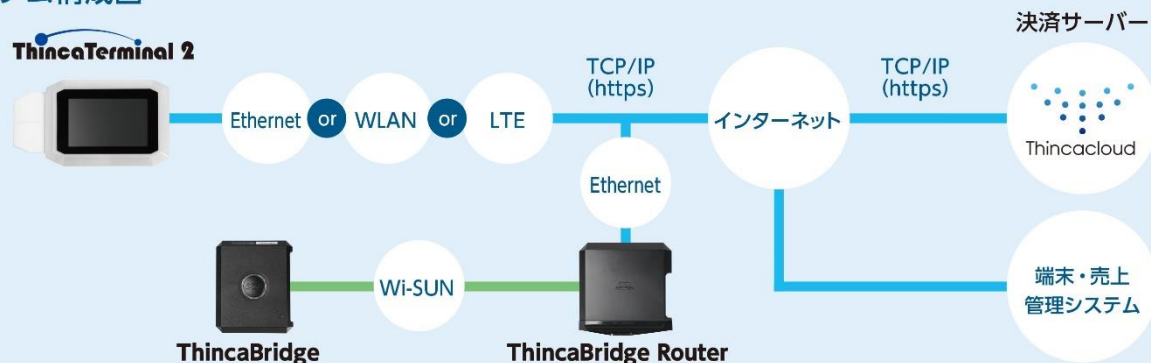 決済サーバー
ThincaTerminal 2
TCP/IP
(https)
TCP/IP
(https)
Ethernet
or
WLAN
or
LTE
インターネット
Thincacloud
Ethernet
Wi-SUN
端末・売上
管理システム
ThincaBridge
ThincaBridge Router